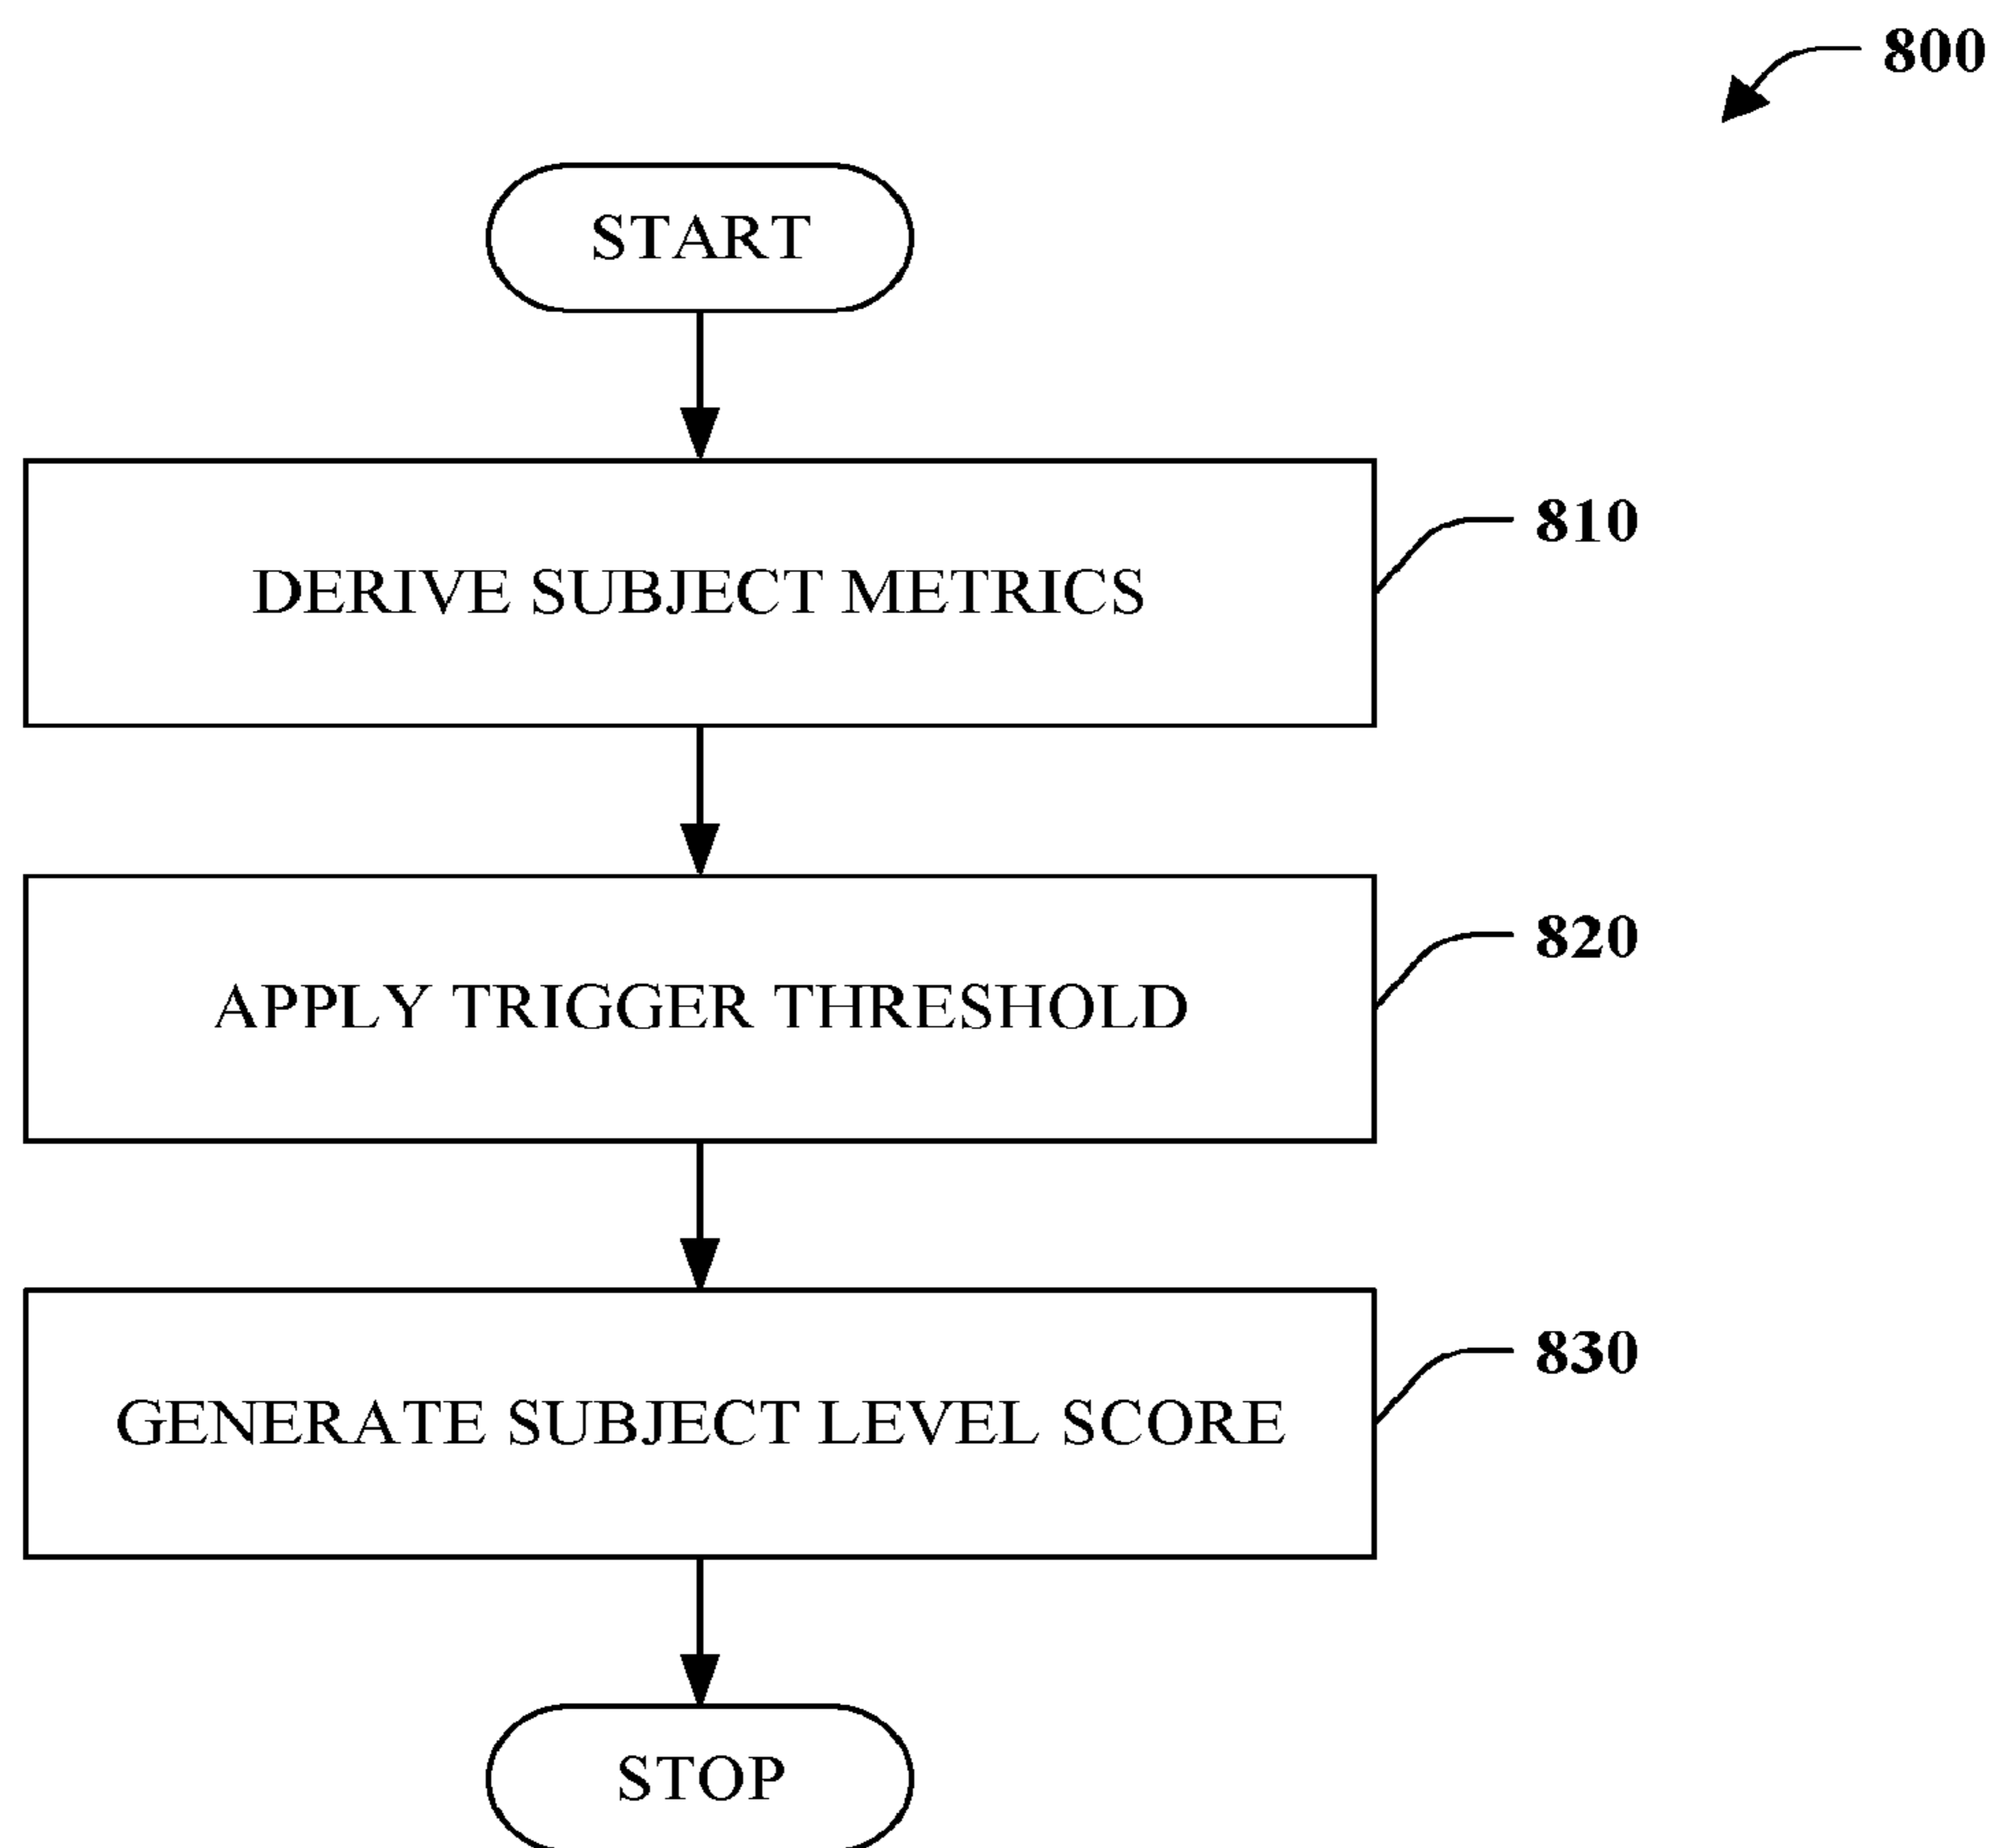 800
START
DERIVE SUBJECT METRICS
810
APPLY TRIGGER THRESHOLD
820
GENERATE SUBJECT LEVEL SCORE
830
STOP